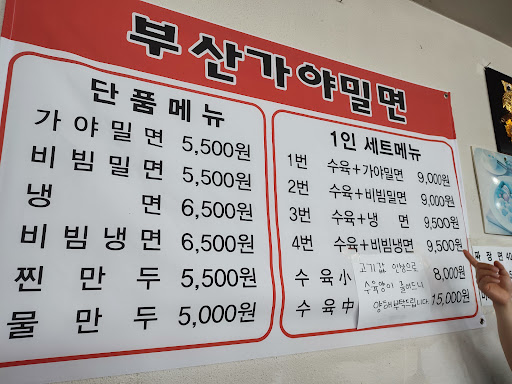 부산가야밀면
단품메뉴
가야밀면 5,500원
비빔밀면 5,500원
냉면 6,500원
비빔냉면 6,500원
찐만두 5,000원
물만두 5,000원
1인 세트메뉴
1번 수육+가야밀면 9,000원
2번 수육+비빔밀면 9,000원
3번 수육+냉면 9,500원
4번 수육+비빔냉면 9,500원
수육小 8,000원
수육中 15,000원
고기값 인상으로
수육양이 줄어드니
양해부탁드립니다
짜장면